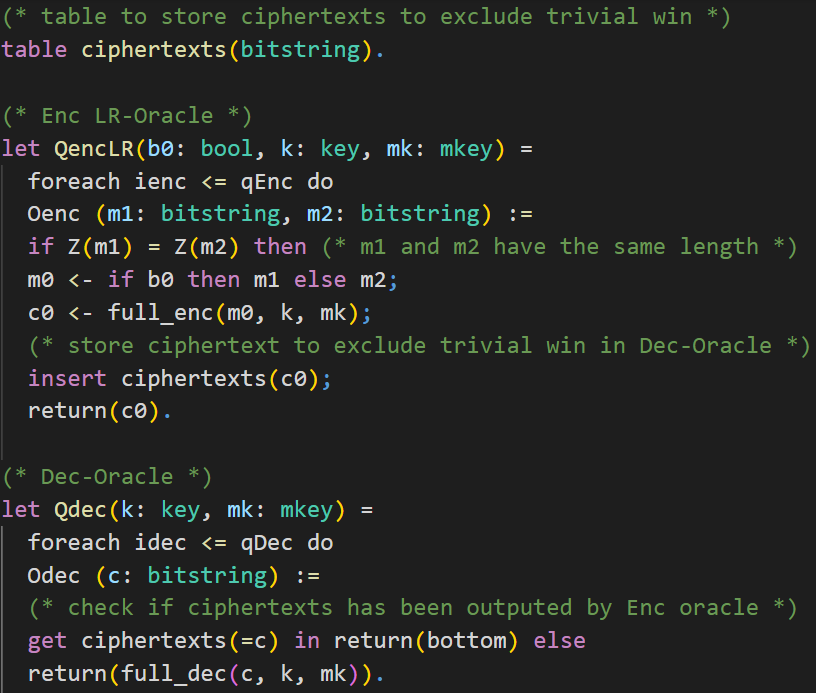 (* table to store ciphertexts to exclude trivial win *)
table ciphertexts(bitstring).
(* Enc LR-Oracle *)
let QencLR(b0: bool, k: key, mk: mkey) =
foreach ienc <= qEnc do
Oenc (m1: bitstring, m2: bitstring) :=
if Z(m1) = Z(m2) then (* m1 and m2 have the same length *)
m0 <- if b0 then m1 else m2;
c0 <- full_enc(m0, k, mk);
(* store ciphertext to exclude trivial win in Dec-Oracle *)
insert ciphertexts(c0);
return(c0).
(* Dec-Oracle *)
let Qdec(k: key, mk: mkey) =
foreach idec <= qDec do
Odec (c: bitstring) :=
(* check if ciphertexts has been outputed by Enc oracle *)
get ciphertexts(=c) in return(bottom) else
return(full_dec(c, k, mk)).